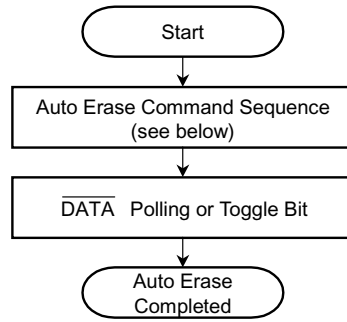 Start
Auto Erase Command Sequence
(see below)
DATA Polling or Toggle Bit
Auto Erase
Completed